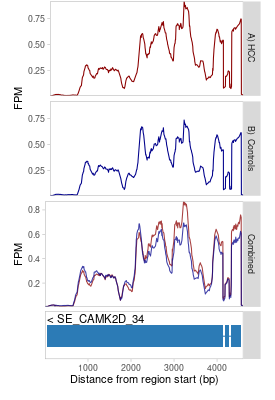 0.75
0.50
0.25
FPM
A) HCC
0.75
0.50
0.25
B) Controls
0.8
0.6
0.4
0.2
FPM
Combined
< SE_CAMK2D_34
1000 2000 3000 4000
Distance from region start (bp)